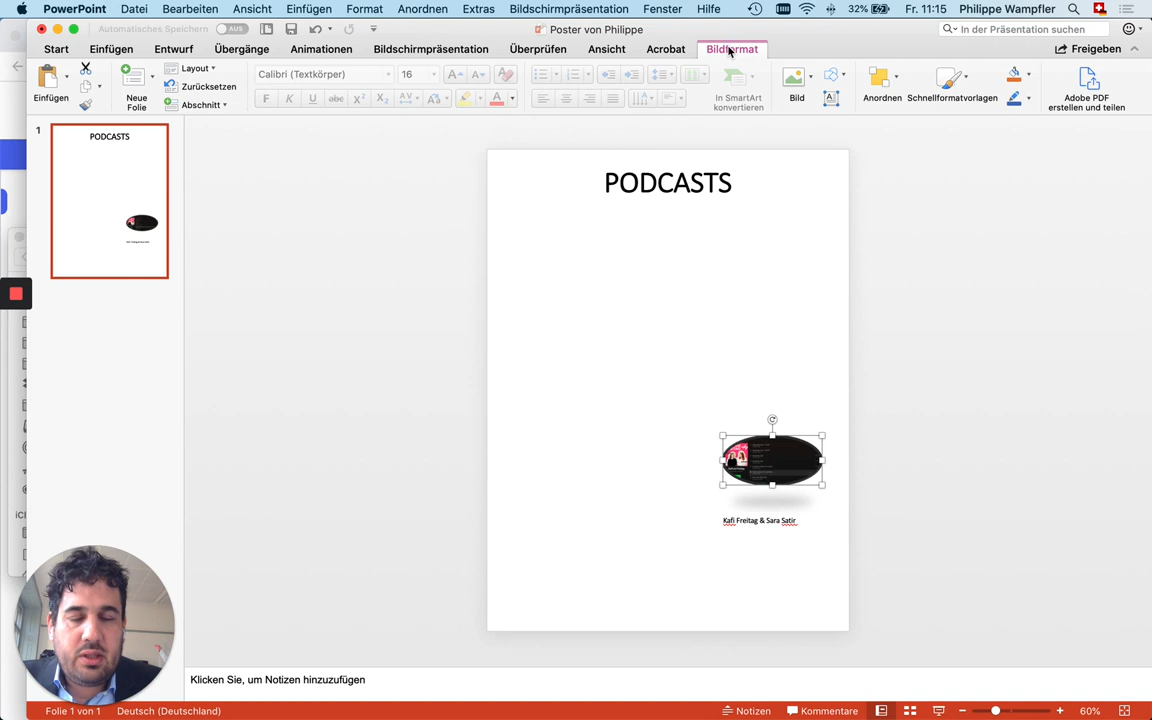 PowerPoint Datei Bearbeiten Ansicht Einfügen Format Anordnen Extras Bildschirmpräsentation Fenster Hilfe 32% Fr. 11:15 Philippe Wampfler
Automatisches Speichern AUS Poster von Philippe In der Präsentation suchen
Start Einfügen Entwurf Übergänge Animationen Bildschirmpräsentation Überprüfen Ansicht Acrobat Bildformat Freigeben
Einfügen
Neue
Folie
Layout
Zurücksetzen
Abschnitt
Calibri (Textkörper) 16
F K U abc X² X₂ AV A
In SmartArt
konvertieren
Bild
Anordnen
Schnellformatvorlagen
Adobe PDF
erstellen und teilen
1
PODCASTS
PODCASTS
Kafi Freitag & Sara Satir
Klicken Sie, um Notizen hinzuzufügen
Folie 1 von 1 Deutsch (Deutschland) Notizen Kommentare 60%